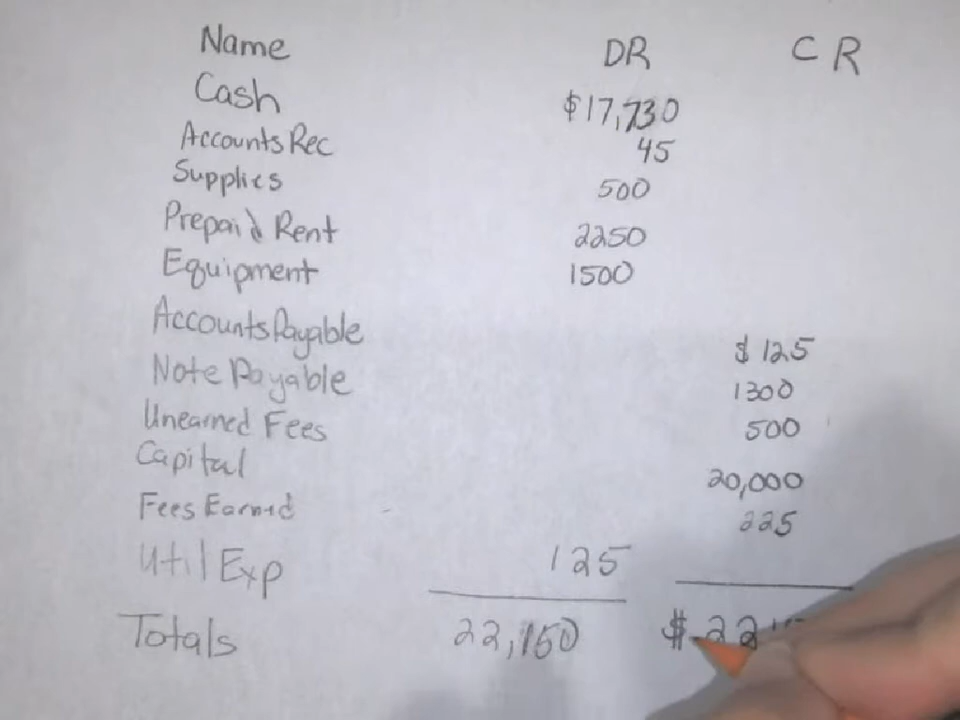 Name DR CR
Cash $17,730
Accounts Rec 45
Supplies 500
Prepaid Rent 2250
Equipment 1500
Accounts Payable $125
Note Payable 1300
Unearned Fees 500
Capital 20,000
Fees Earned 225
Util Exp 125
Totals 22,150 $22